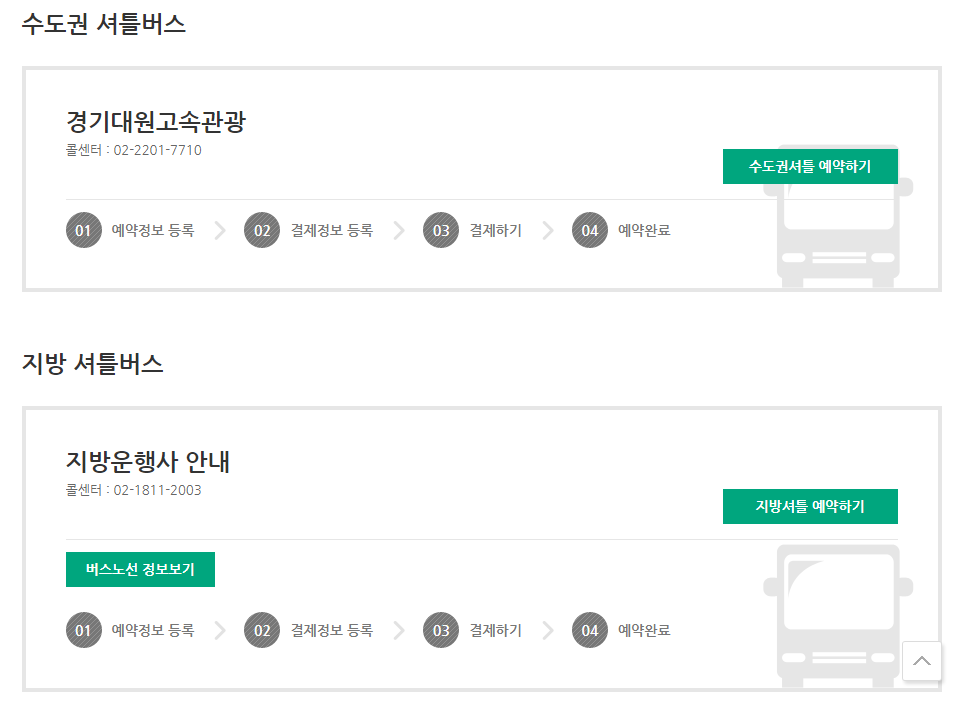 수도권 셔틀버스
경기대원고속관광
콜센터 : 02-2201-7710
수도권셔틀 예약하기
01 예약정보 등록 02 결제정보 등록 03 결제하기 04 예약완료
지방 셔틀버스
지방운행사 안내
콜센터 : 02-1811-2003
지방셔틀 예약하기
버스노선 정보보기
01 예약정보 등록 02 결제정보 등록 03 결제하기 04 예약완료